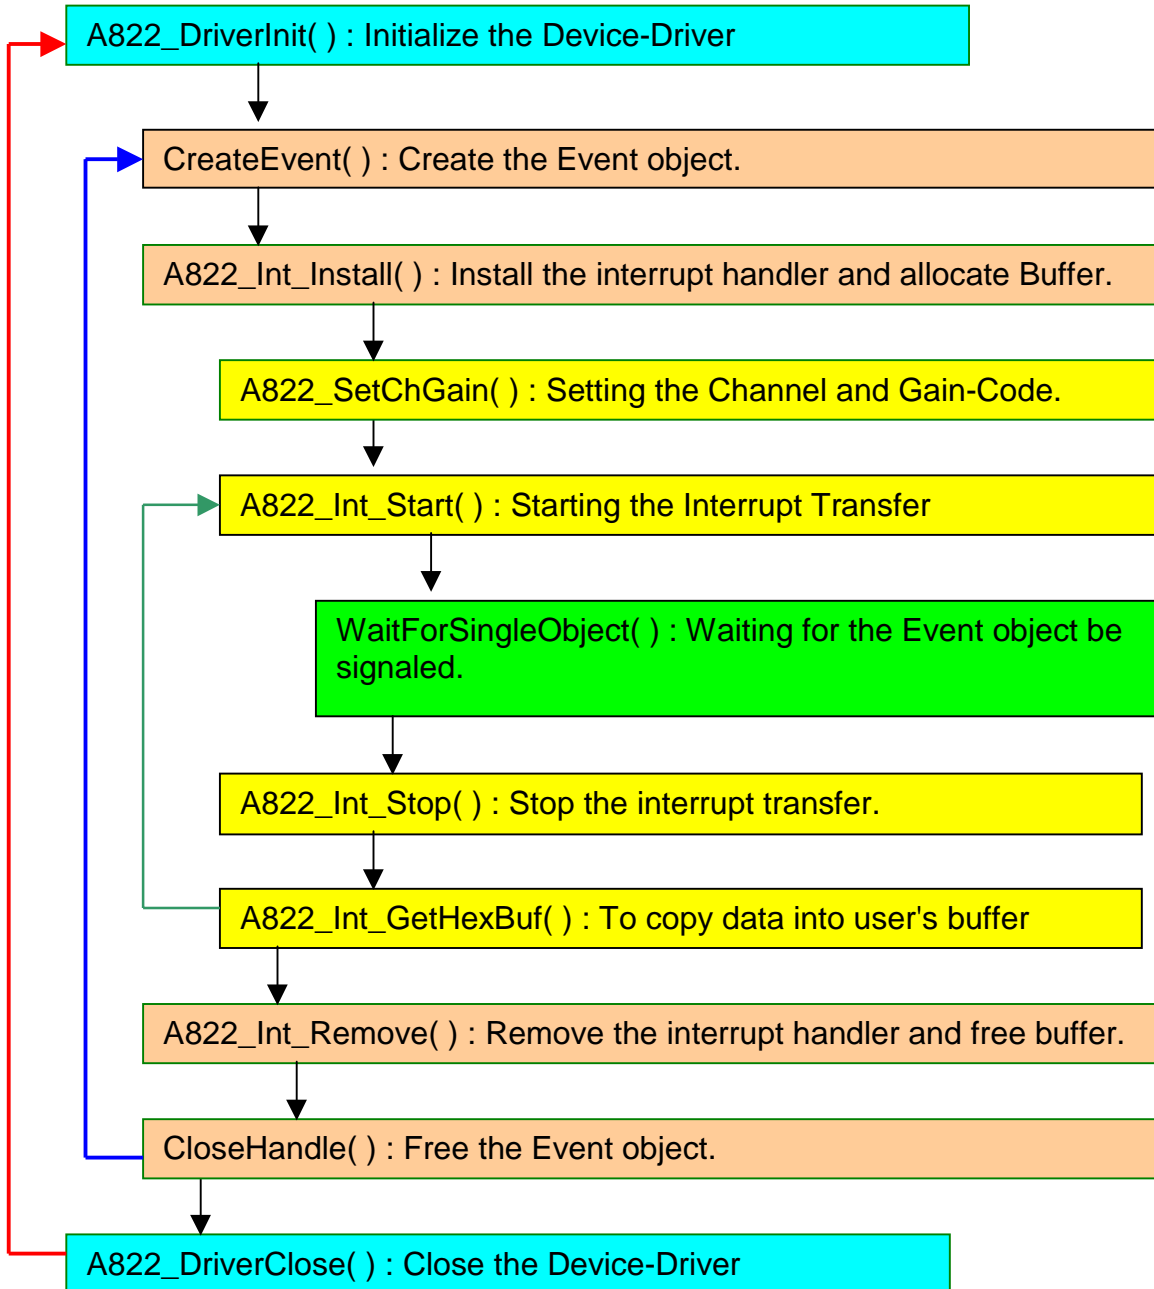 A822_DriverInit( ) : Initialize the Device-Driver
CreateEvent( ) : Create the Event object.
A822_Int_Install( ) : Install the interrupt handler and allocate Buffer.
A822_SetChGain( ) : Setting the Channel and Gain-Code.
A822_Int_Start( ) : Starting the Interrupt Transfer
WaitForSingleObject( ) : Waiting for the Event object be
signaled.
A822_Int_Stop( ) : Stop the interrupt transfer.
A822_Int_GetHexBuf( ) : To copy data into user's buffer
A822_Int_Remove( ) : Remove the interrupt handler and free buffer.
CloseHandle( ) : Free the Event object.
A822_DriverClose( ) : Close the Device-Driver